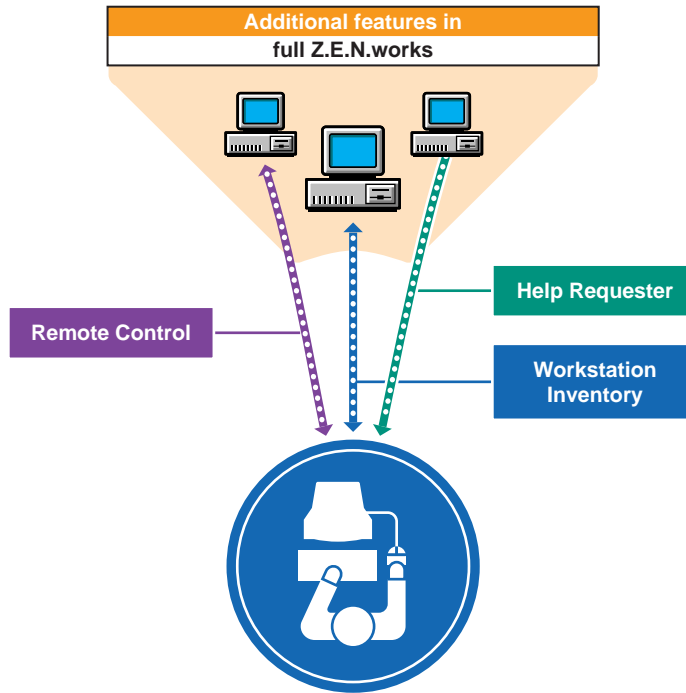 Additional features in
full Z.E.N.works
Help Requester
Remote Control
Workstation
Inventory